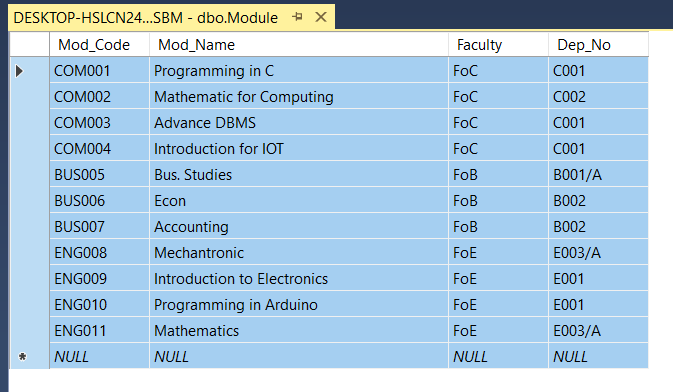 DESKTOP-HSLCN24...SBM - dbo.Module
Mod_Code Mod_Name Faculty Dep_No
COM001 Programming in C FoC C001
COM002 Mathematic for Computing FoC C002
COM003 Advance DBMS FoC C001
COM004 Introduction for IOT FoC C001
BUS005 Bus. Studies FoB B001/A
BUS006 Econ FoB B002
BUS007 Accounting FoB B002
ENG008 Mechantronic FoE E003/A
ENG009 Introduction to Electronics FoE E001
ENG010 Programming in Arduino FoE E001
ENG011 Mathematics FoE E003/A
NULL NULL NULL NULL